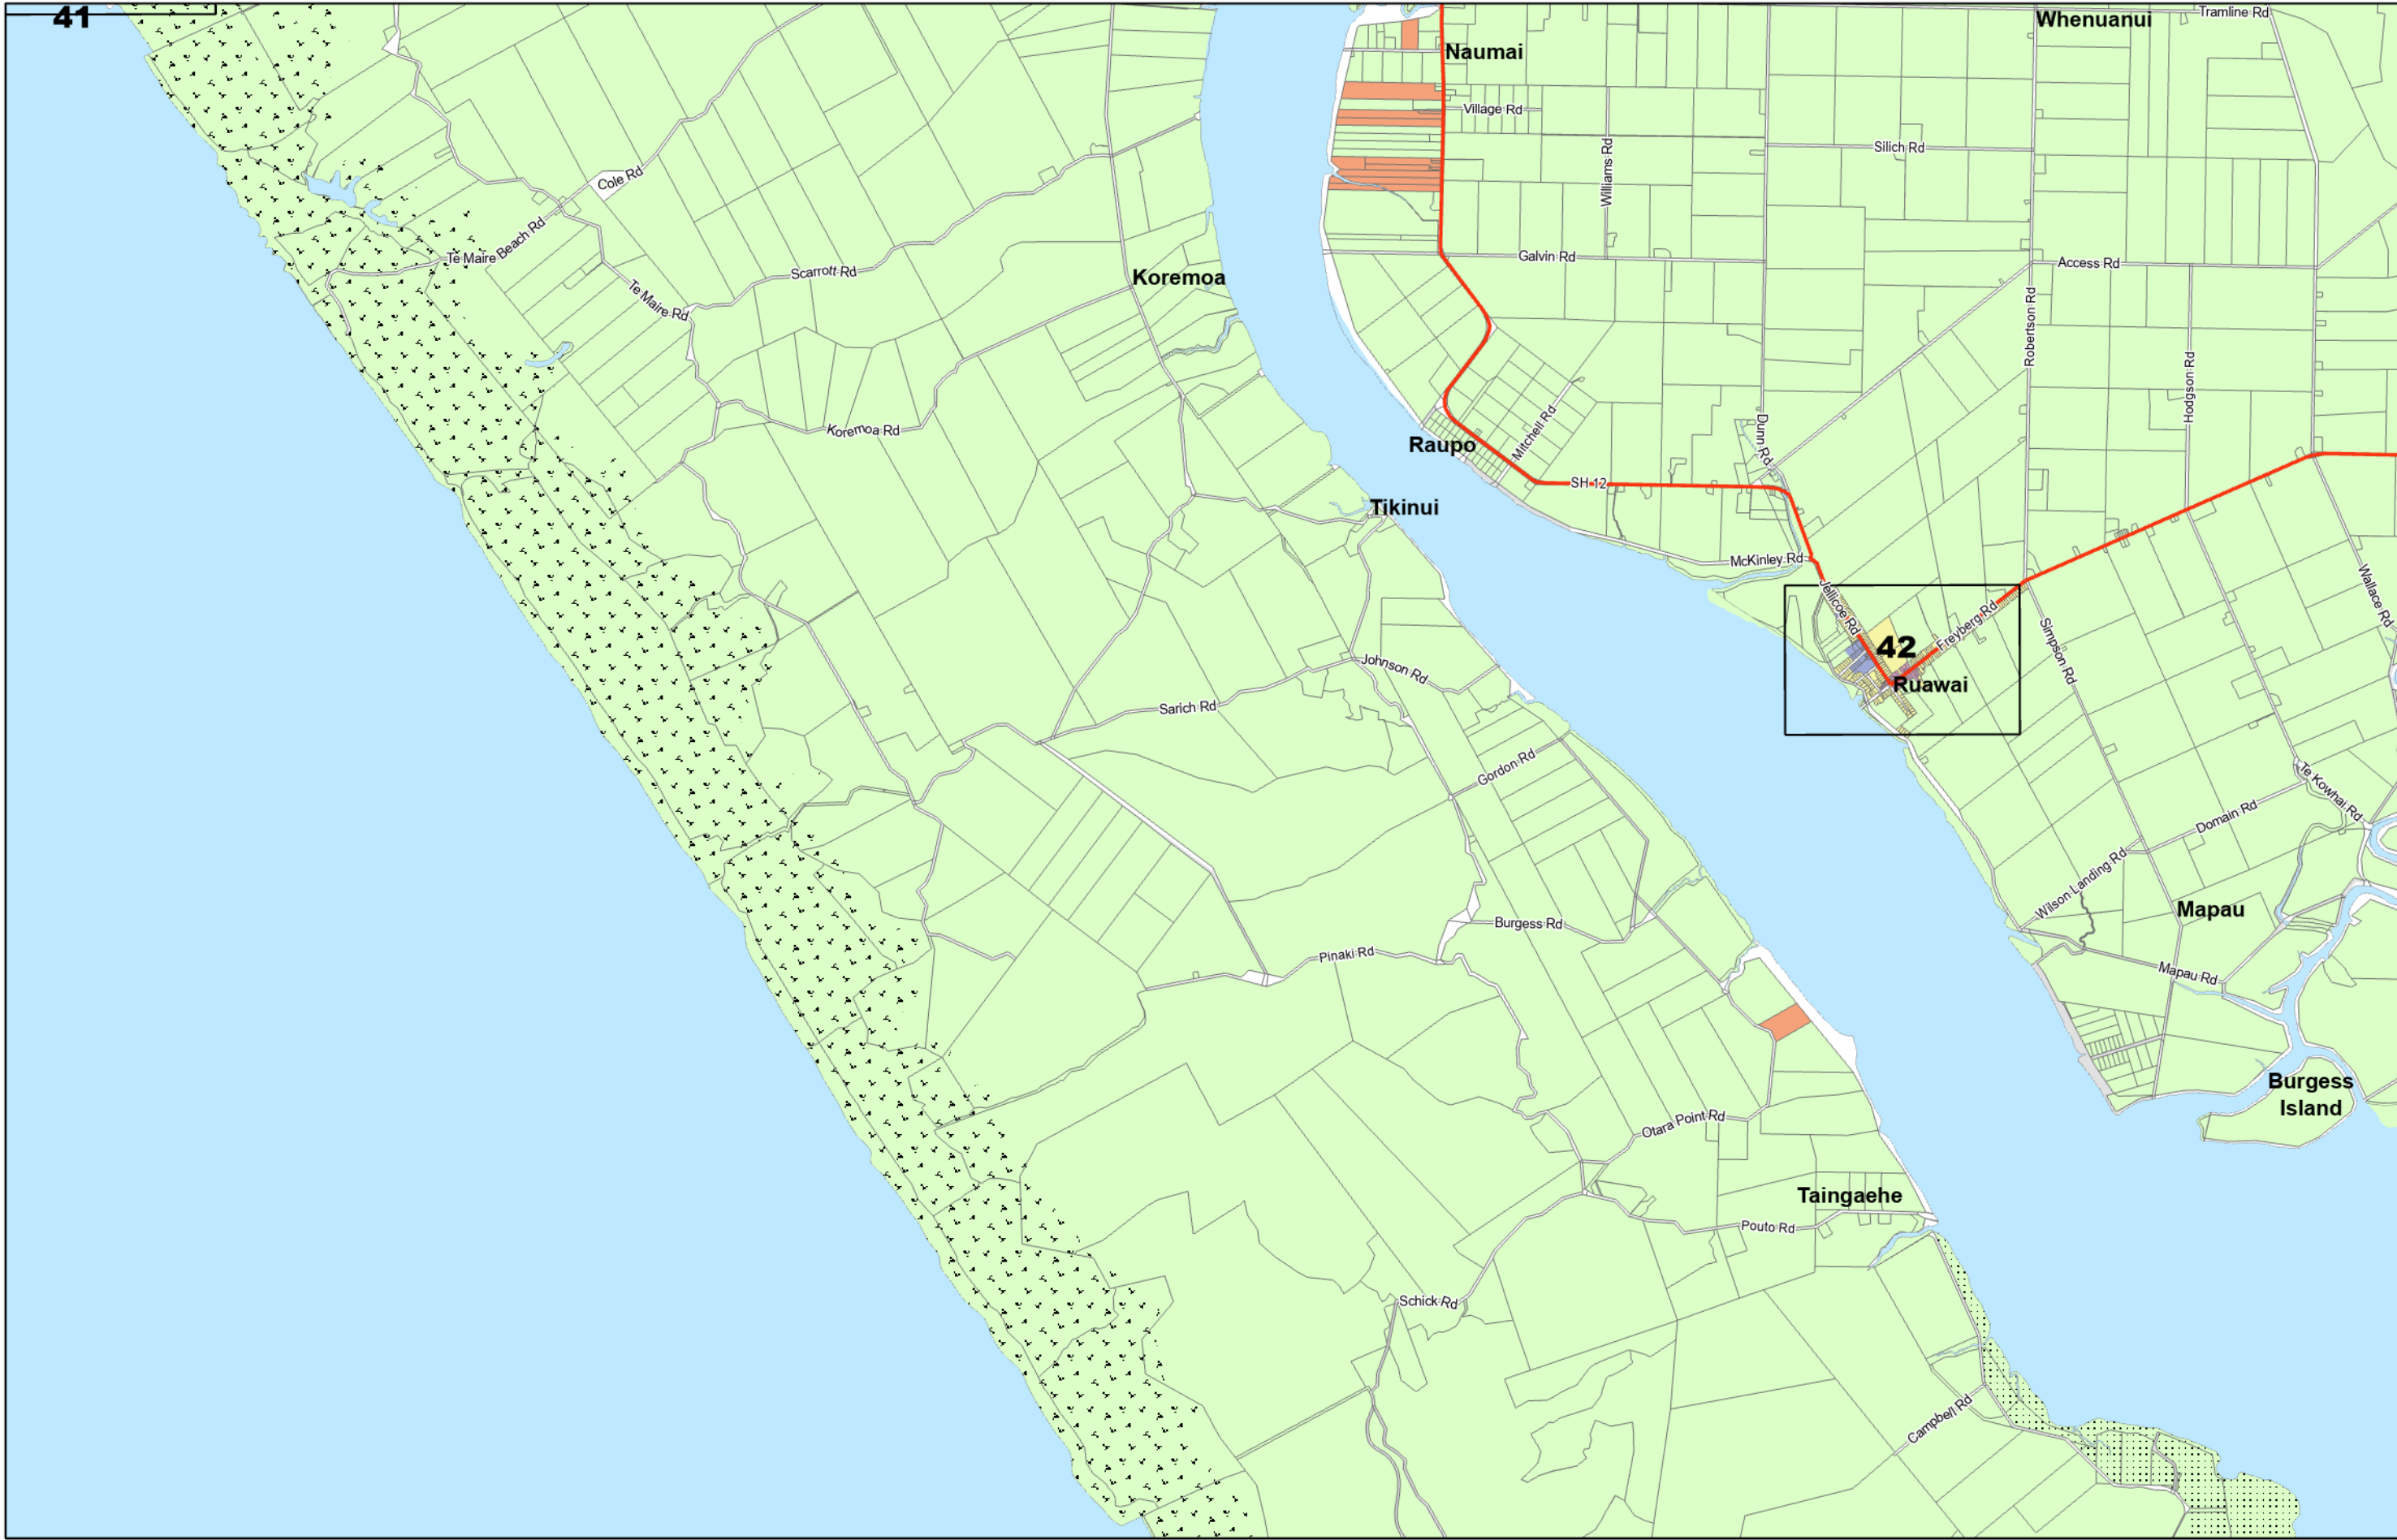 41
Whenuanui
Tramline Rd
Naumai
Village Rd
Williams Rd
Silich Rd
Cole Rd
Te Maire Beach Rd
Te Maire Rd
Scarrott Rd
Koremoa
Galvin Rd
Access Rd
Robertson Rd
Hodgson Rd
Koremoa Rd
Raupo
Mitchell Rd
Dunn Rd
SH 12
Tikinui
McKinley Rd
Jellicoe Rd
42
Freyberg Rd
Ruawai
Simpson Rd
Wallace Rd
Johnson Rd
Sarich Rd
Gordon Rd
Te Kowhai Rd
Domain Rd
Wilson Landing Rd
Mapau
Burgess Rd
Pinaki Rd
Mapau Rd
Burgess
Island
Otara Point Rd
Taingaehe
Pouto Rd
Schick Rd
Campbell Rd